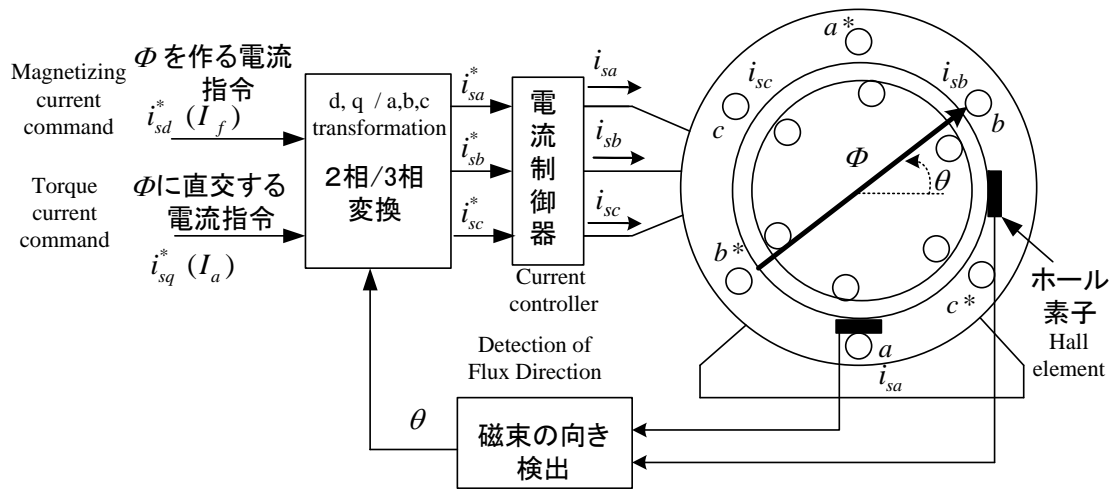 Magnetizing
current
command
Φを作る電流
指令
i*sd (If)
Torque
current
command
Φに直交する
電流指令
i*sq (Ia)
d, q / a,b,c
transformation
2相/3相
変換
i*sa
i*sb
i*sc
電流制御器
Current
controller
isa
isb
isc
a*
isc
c
isb
b
Φ
θ
b*
c*
a
isa
ホール
素子
Hall
element
Detection of
Flux Direction
θ
磁束の向き
検出